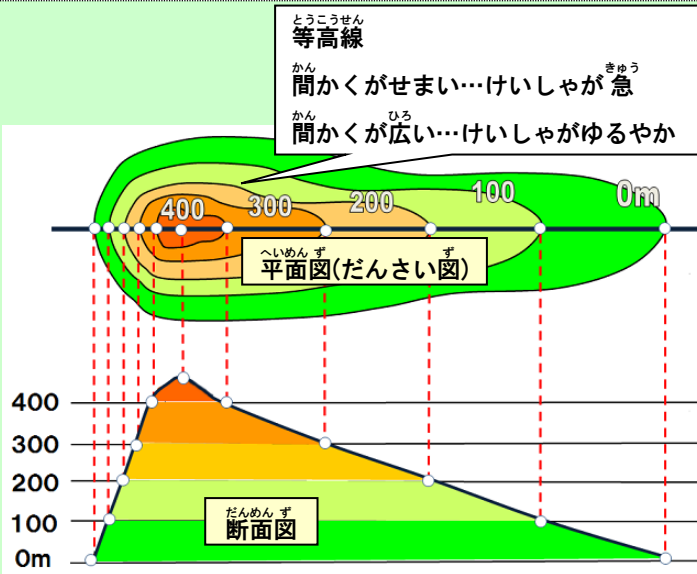 とうこうせん
等高線
かん きゅう
間かくがせまい…けいしゃが急
かん ひろ
間かくが広い…けいしゃがゆるやか
400 300 200 100 0m
へいめん ず ず
平面図(だんさい図)
400
300
200
100
0m
だんめん ず
断面図